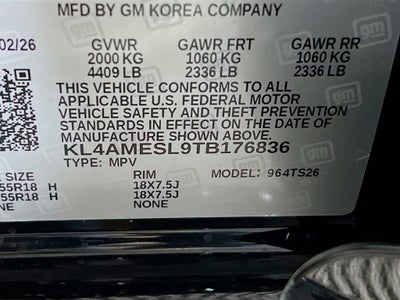 MFD BY GM KOREA COMPANY
02/26 GVWR GAWR FRT GAWR RR
2000 KG 1060 KG 1060 KG
4409 LB 2336 LB 2336 LB
THIS VEHICLE CONFORMS TO ALL
APPLICABLE U.S. FEDERAL MOTOR
VEHICLE SAFETY AND THEFT PREVENTION
STANDARDS IN EFFECT ON THE DATE OF
MANUFACTURE SHOWN ABOVE.
KL4AMESL9TB176836
TYPE: MPV
SIZE RIM MODEL: 964TS26
55R18 H 18X7.5J
55R18 H 18X7.5J
gm